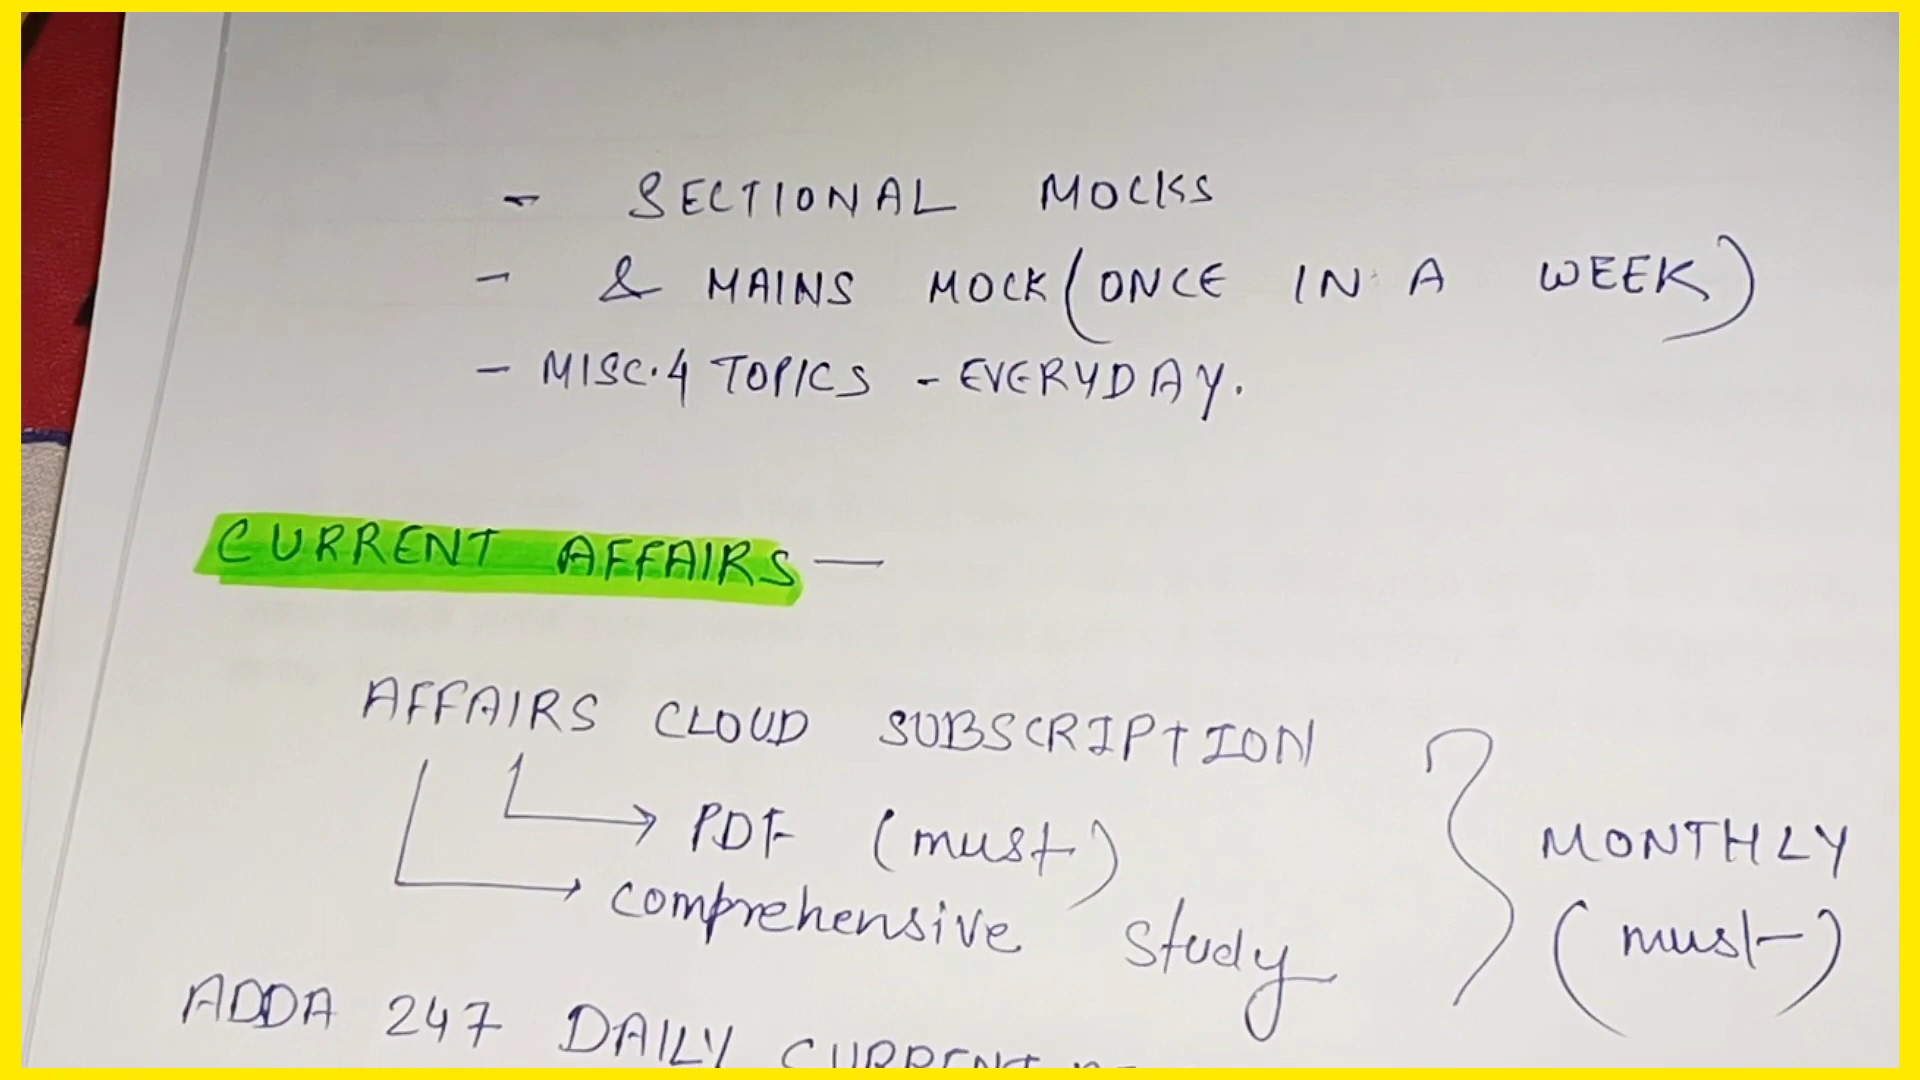 - SECTIONAL MOCKS
- & MAINS MOCK (ONCE IN A WEEK)
- MISC. 4 TOPICS - EVERYDAY.
CURRENT AFFAIRS —
AFFAIRS CLOUD SUBSCRIPTION
→ PDF (must)
→ comprehensive study
MONTHLY
(must)
ADDA 247 DAILY CURRENT